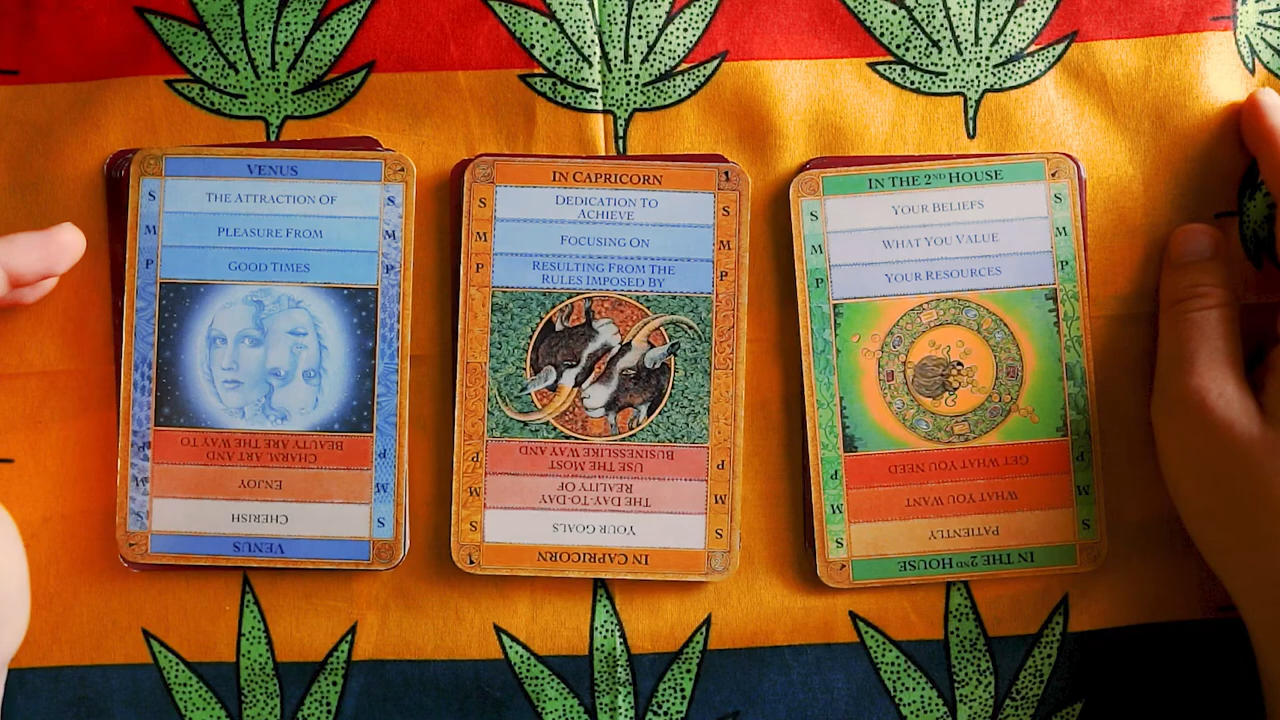 VENUS
THE ATTRACTION OF
PLEASURE FROM
GOOD TIMES
S
M
P
S
M
P
CHARM, ART AND
BEAUTY ARE THE WAY TO
ENJOY
CHERISH
VENUS
P
M
S
P
M
S
IN CAPRICORN
DEDICATION TO
ACHIEVE
FOCUSING ON
RESULTING FROM THE
RULES IMPOSED BY
S
M
P
S
M
P
USE THE MOST
BUSINESSLIKE WAY AND
THE DAY-TO-DAY
REALITY OF
YOUR GOALS
IN CAPRICORN
P
M
S
P
M
S
IN THE 2ND HOUSE
YOUR BELIEFS
WHAT YOU VALUE
YOUR RESOURCES
S
M
P
S
M
P
GET WHAT YOU NEED
WHAT YOU WANT
PATIENTLY
IN THE 2ND HOUSE
P
M
S
P
M
S